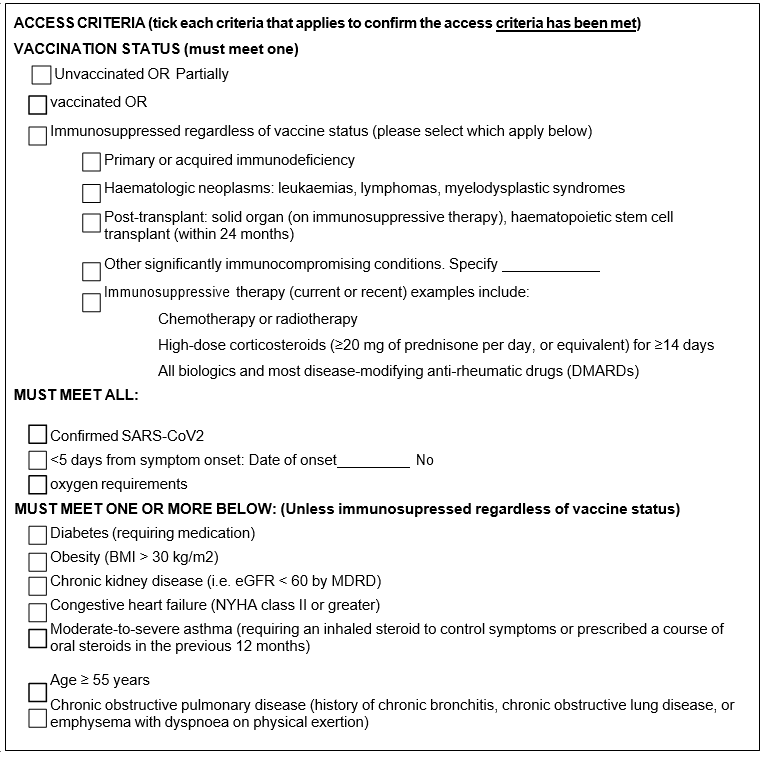 ACCESS CRITERIA (tick each criteria that applies to confirm the access criteria has been met)
VACCINATION STATUS (must meet one)
Unvaccinated OR Partially
vaccinated OR
Immunosuppressed regardless of vaccine status (please select which apply below)
Primary or acquired immunodeficiency
Haematologic neoplasms: leukaemias, lymphomas, myelodysplastic syndromes
Post-transplant: solid organ (on immunosuppressive therapy), haematopoietic stem cell
transplant (within 24 months)
Other significantly immunocompromising conditions. Specify ____________
Immunosuppressive therapy (current or recent) examples include:
Chemotherapy or radiotherapy
High-dose corticosteroids (≥20 mg of prednisone per day, or equivalent) for ≥14 days
All biologics and most disease-modifying anti-rheumatic drugs (DMARDs)
MUST MEET ALL:
Confirmed SARS-CoV2
<5 days from symptom onset: Date of onset_________ No
oxygen requirements
MUST MEET ONE OR MORE BELOW: (Unless immunosupressed regardless of vaccine status)
Diabetes (requiring medication)
Obesity (BMI > 30 kg/m2)
Chronic kidney disease (i.e. eGFR < 60 by MDRD)
Congestive heart failure (NYHA class II or greater)
Moderate-to-severe asthma (requiring an inhaled steroid to control symptoms or prescribed a course of
oral steroids in the previous 12 months)
Age ≥ 55 years
Chronic obstructive pulmonary disease (history of chronic bronchitis, chronic obstructive lung disease, or
emphysema with dyspnoea on physical exertion)